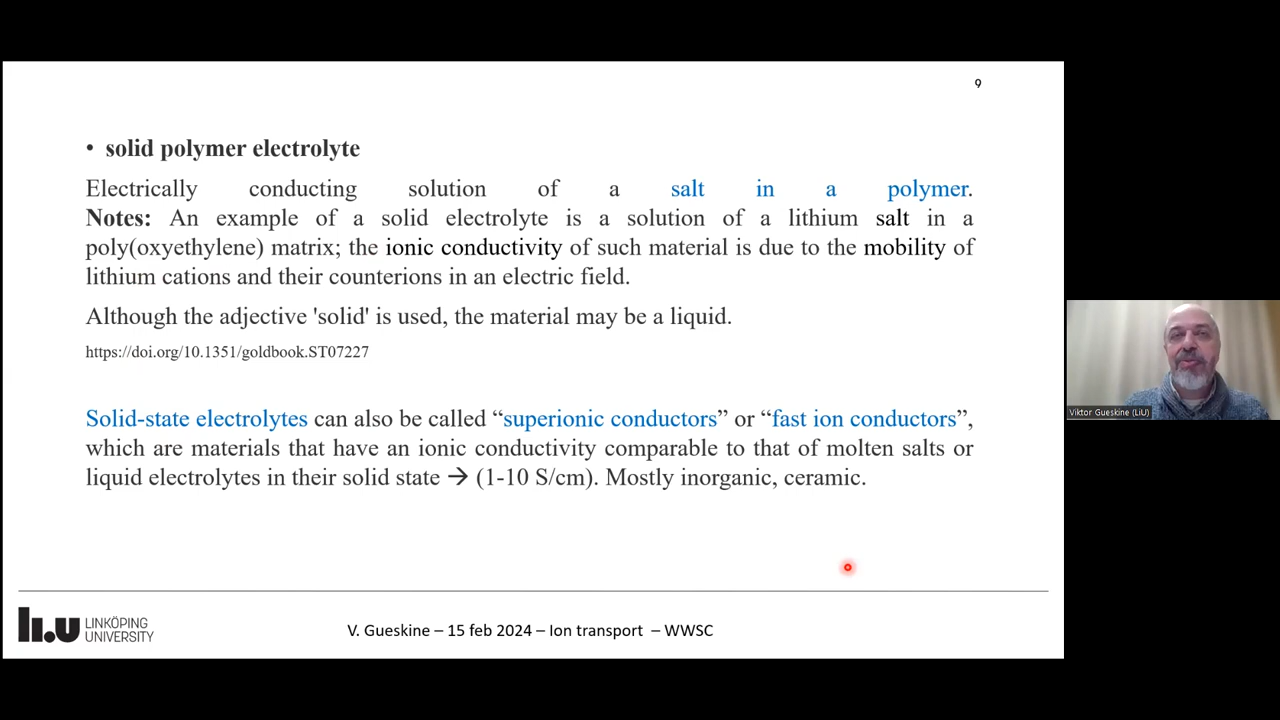 9
• solid polymer electrolyte
Electrically conducting solution of a salt in a polymer.
Notes: An example of a solid electrolyte is a solution of a lithium salt in a
poly(oxyethylene) matrix; the ionic conductivity of such material is due to the mobility of
lithium cations and their counterions in an electric field.
Although the adjective 'solid' is used, the material may be a liquid.
https://doi.org/10.1351/goldbook.ST07227
Solid-state electrolytes can also be called “superionic conductors” or “fast ion conductors”,
which are materials that have an ionic conductivity comparable to that of molten salts or
liquid electrolytes in their solid state → (1-10 S/cm). Mostly inorganic, ceramic.
Viktor Gueskine (LiU)
li.u LINKÖPING
UNIVERSITY
V. Gueskine – 15 feb 2024 – Ion transport – WWSC